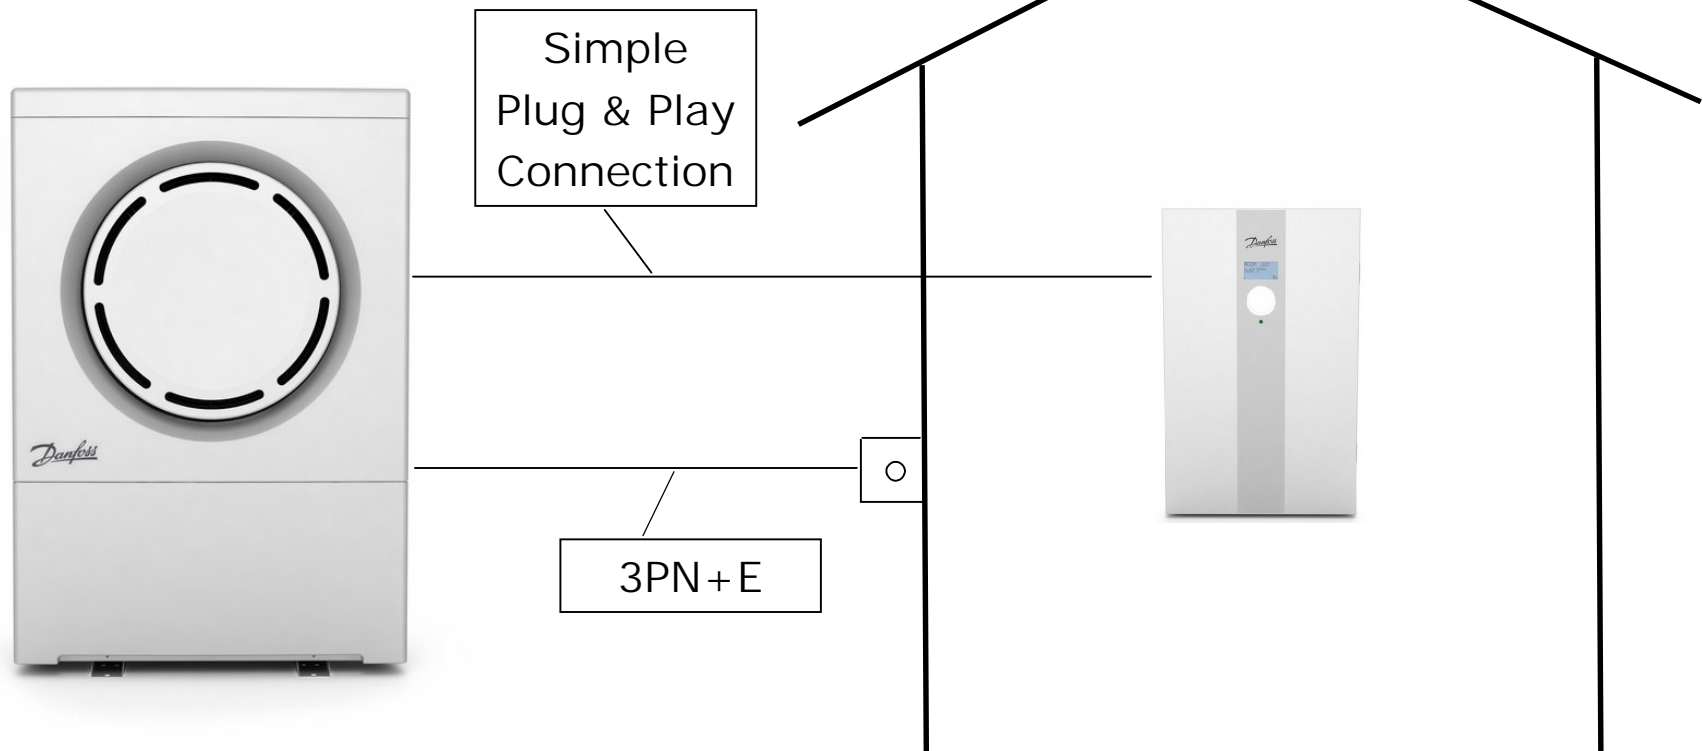 Simple
Plug & Play
Connection
Danfoss
Danfoss
3PN+E